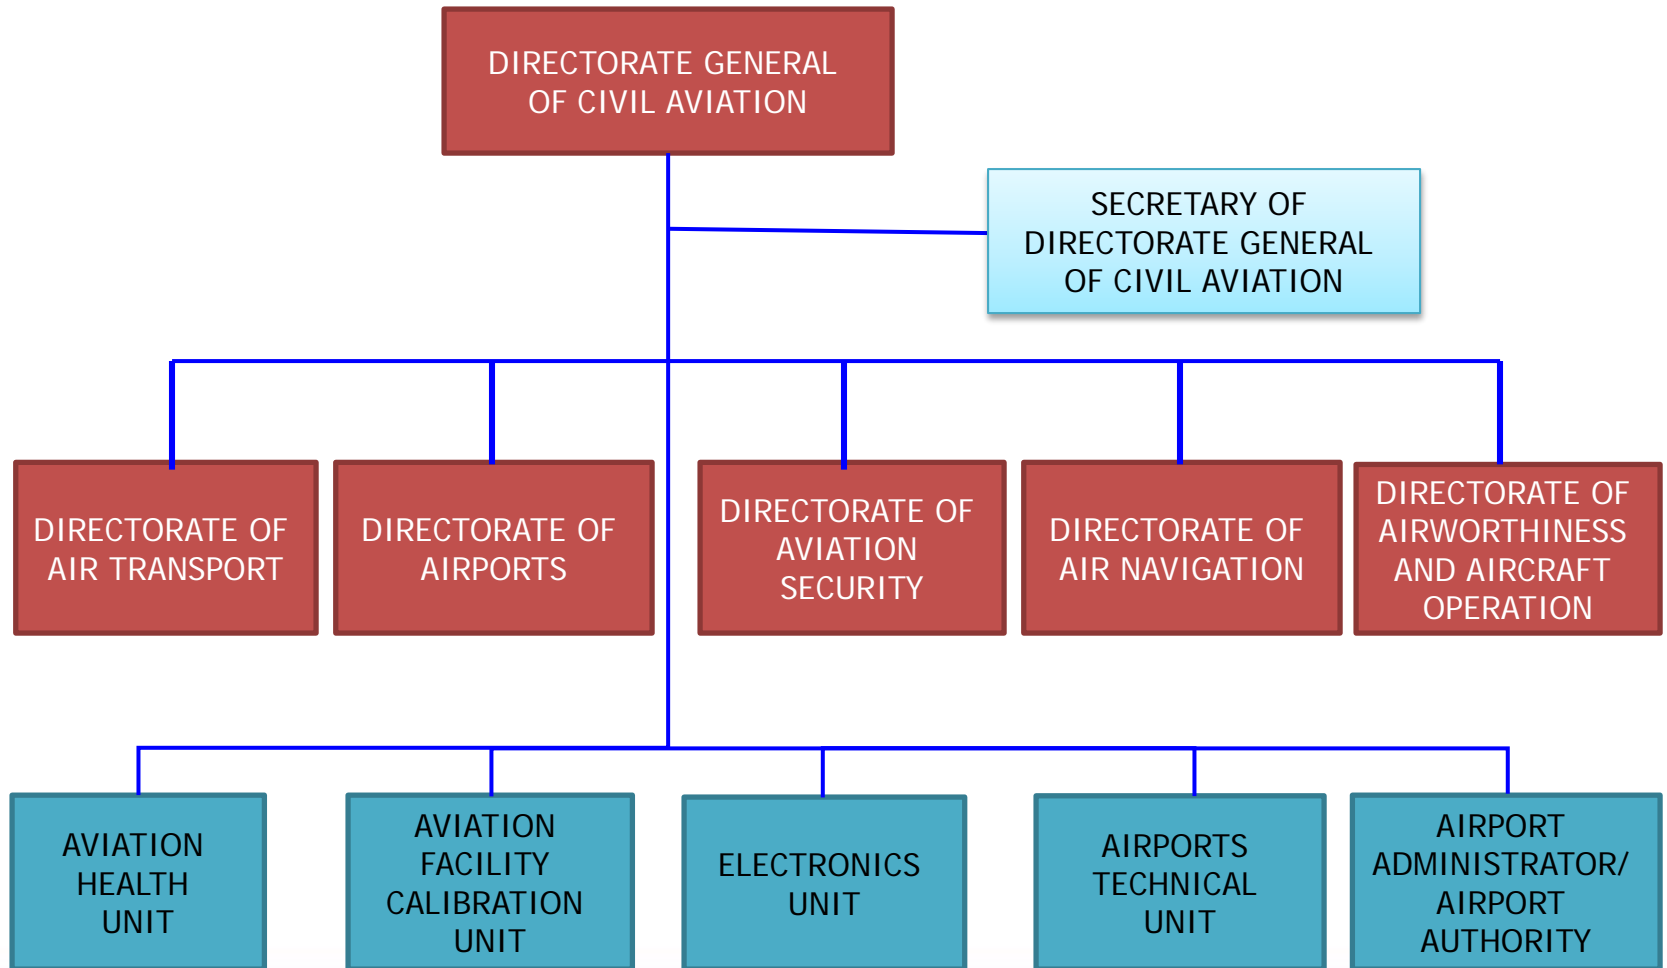 DIRECTORATE GENERAL
OF CIVIL AVIATION
SECRETARY OF
DIRECTORATE GENERAL
OF CIVIL AVIATION
DIRECTORATE OF
AIR TRANSPORT
DIRECTORATE OF
AIRPORTS
DIRECTORATE OF
AVIATION
SECURITY
DIRECTORATE OF
AIR NAVIGATION
DIRECTORATE OF
AIRWORTHINESS
AND AIRCRAFT
OPERATION
AVIATION
HEALTH
UNIT
AVIATION
FACILITY
CALIBRATION
UNIT
ELECTRONICS
UNIT
AIRPORTS
TECHNICAL
UNIT
AIRPORT
ADMINISTRATOR/
AIRPORT
AUTHORITY